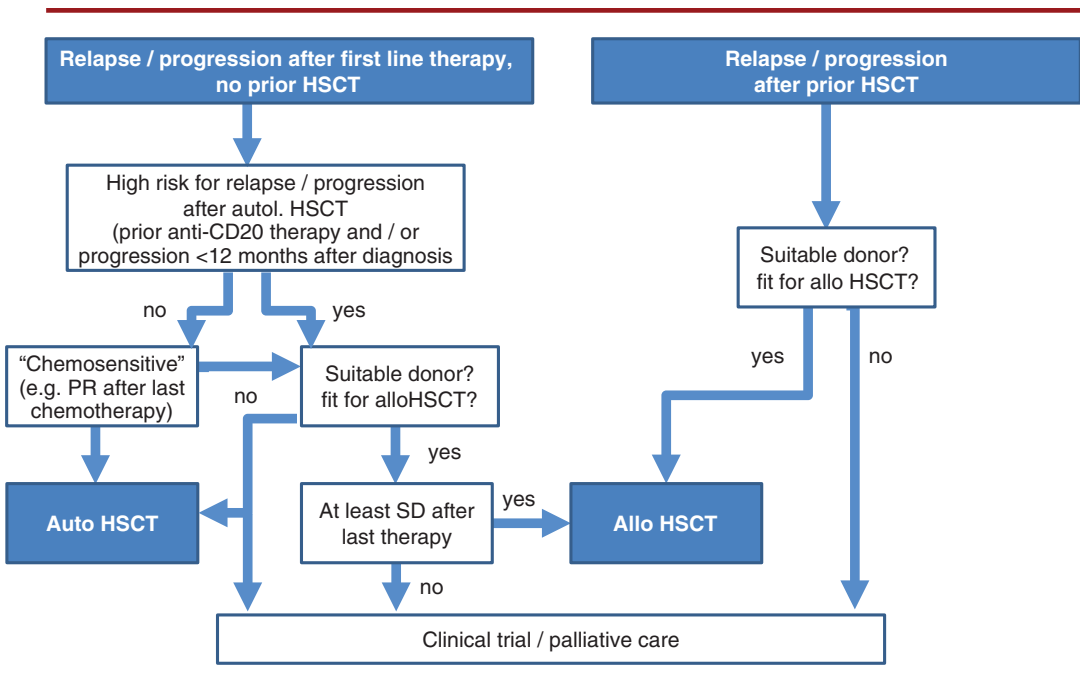 Relapse / progression after first line therapy,
no prior HSCT
Relapse / progression
after prior HSCT
High risk for relapse / progression
after autol. HSCT
(prior anti-CD20 therapy and / or
progression <12 months after diagnosis
Suitable donor?
fit for allo HSCT?
no
yes
“Chemosensitive”
(e.g. PR after last
chemotherapy)
no
Suitable donor?
fit for alloHSCT?
yes
no
yes
Auto HSCT
At least SD after
last therapy
yes
Allo HSCT
no
Clinical trial / palliative care